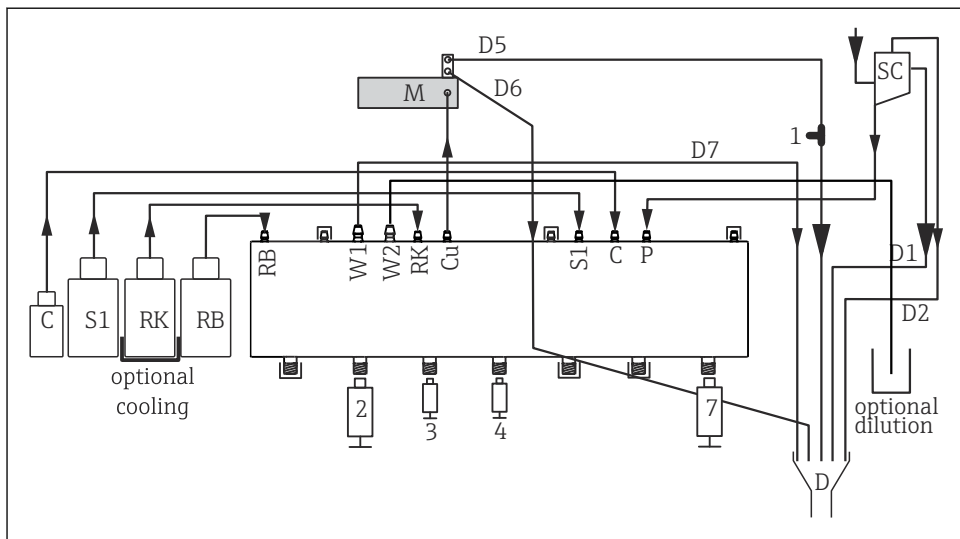 D5
SC
M
D6
1
D7
RB
W1
W2
RK
Cu
S1
C
P
D1
C
S1
RK
RB
D2
optional
cooling
2
3
4
7
optional
dilution
D